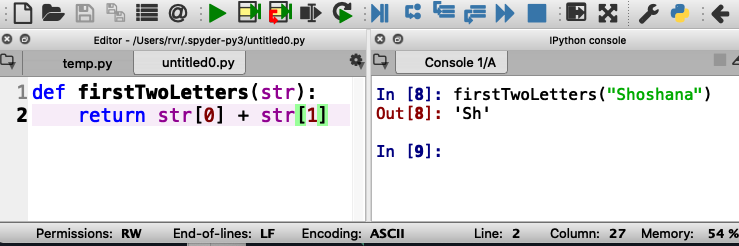 Editor - /Users/rvr/.spyder-py3/untitled0.py
temp.py
untitled0.py
1 def firstTwoLetters(str):
2     return str[0] + str[1]
IPython console
Console 1/A
In [8]: firstTwoLetters("Shoshana")
Out[8]: 'Sh'
In [9]:
Permissions: RW End-of-lines: LF Encoding: ASCII Line: 2 Column: 27 Memory: 54 %